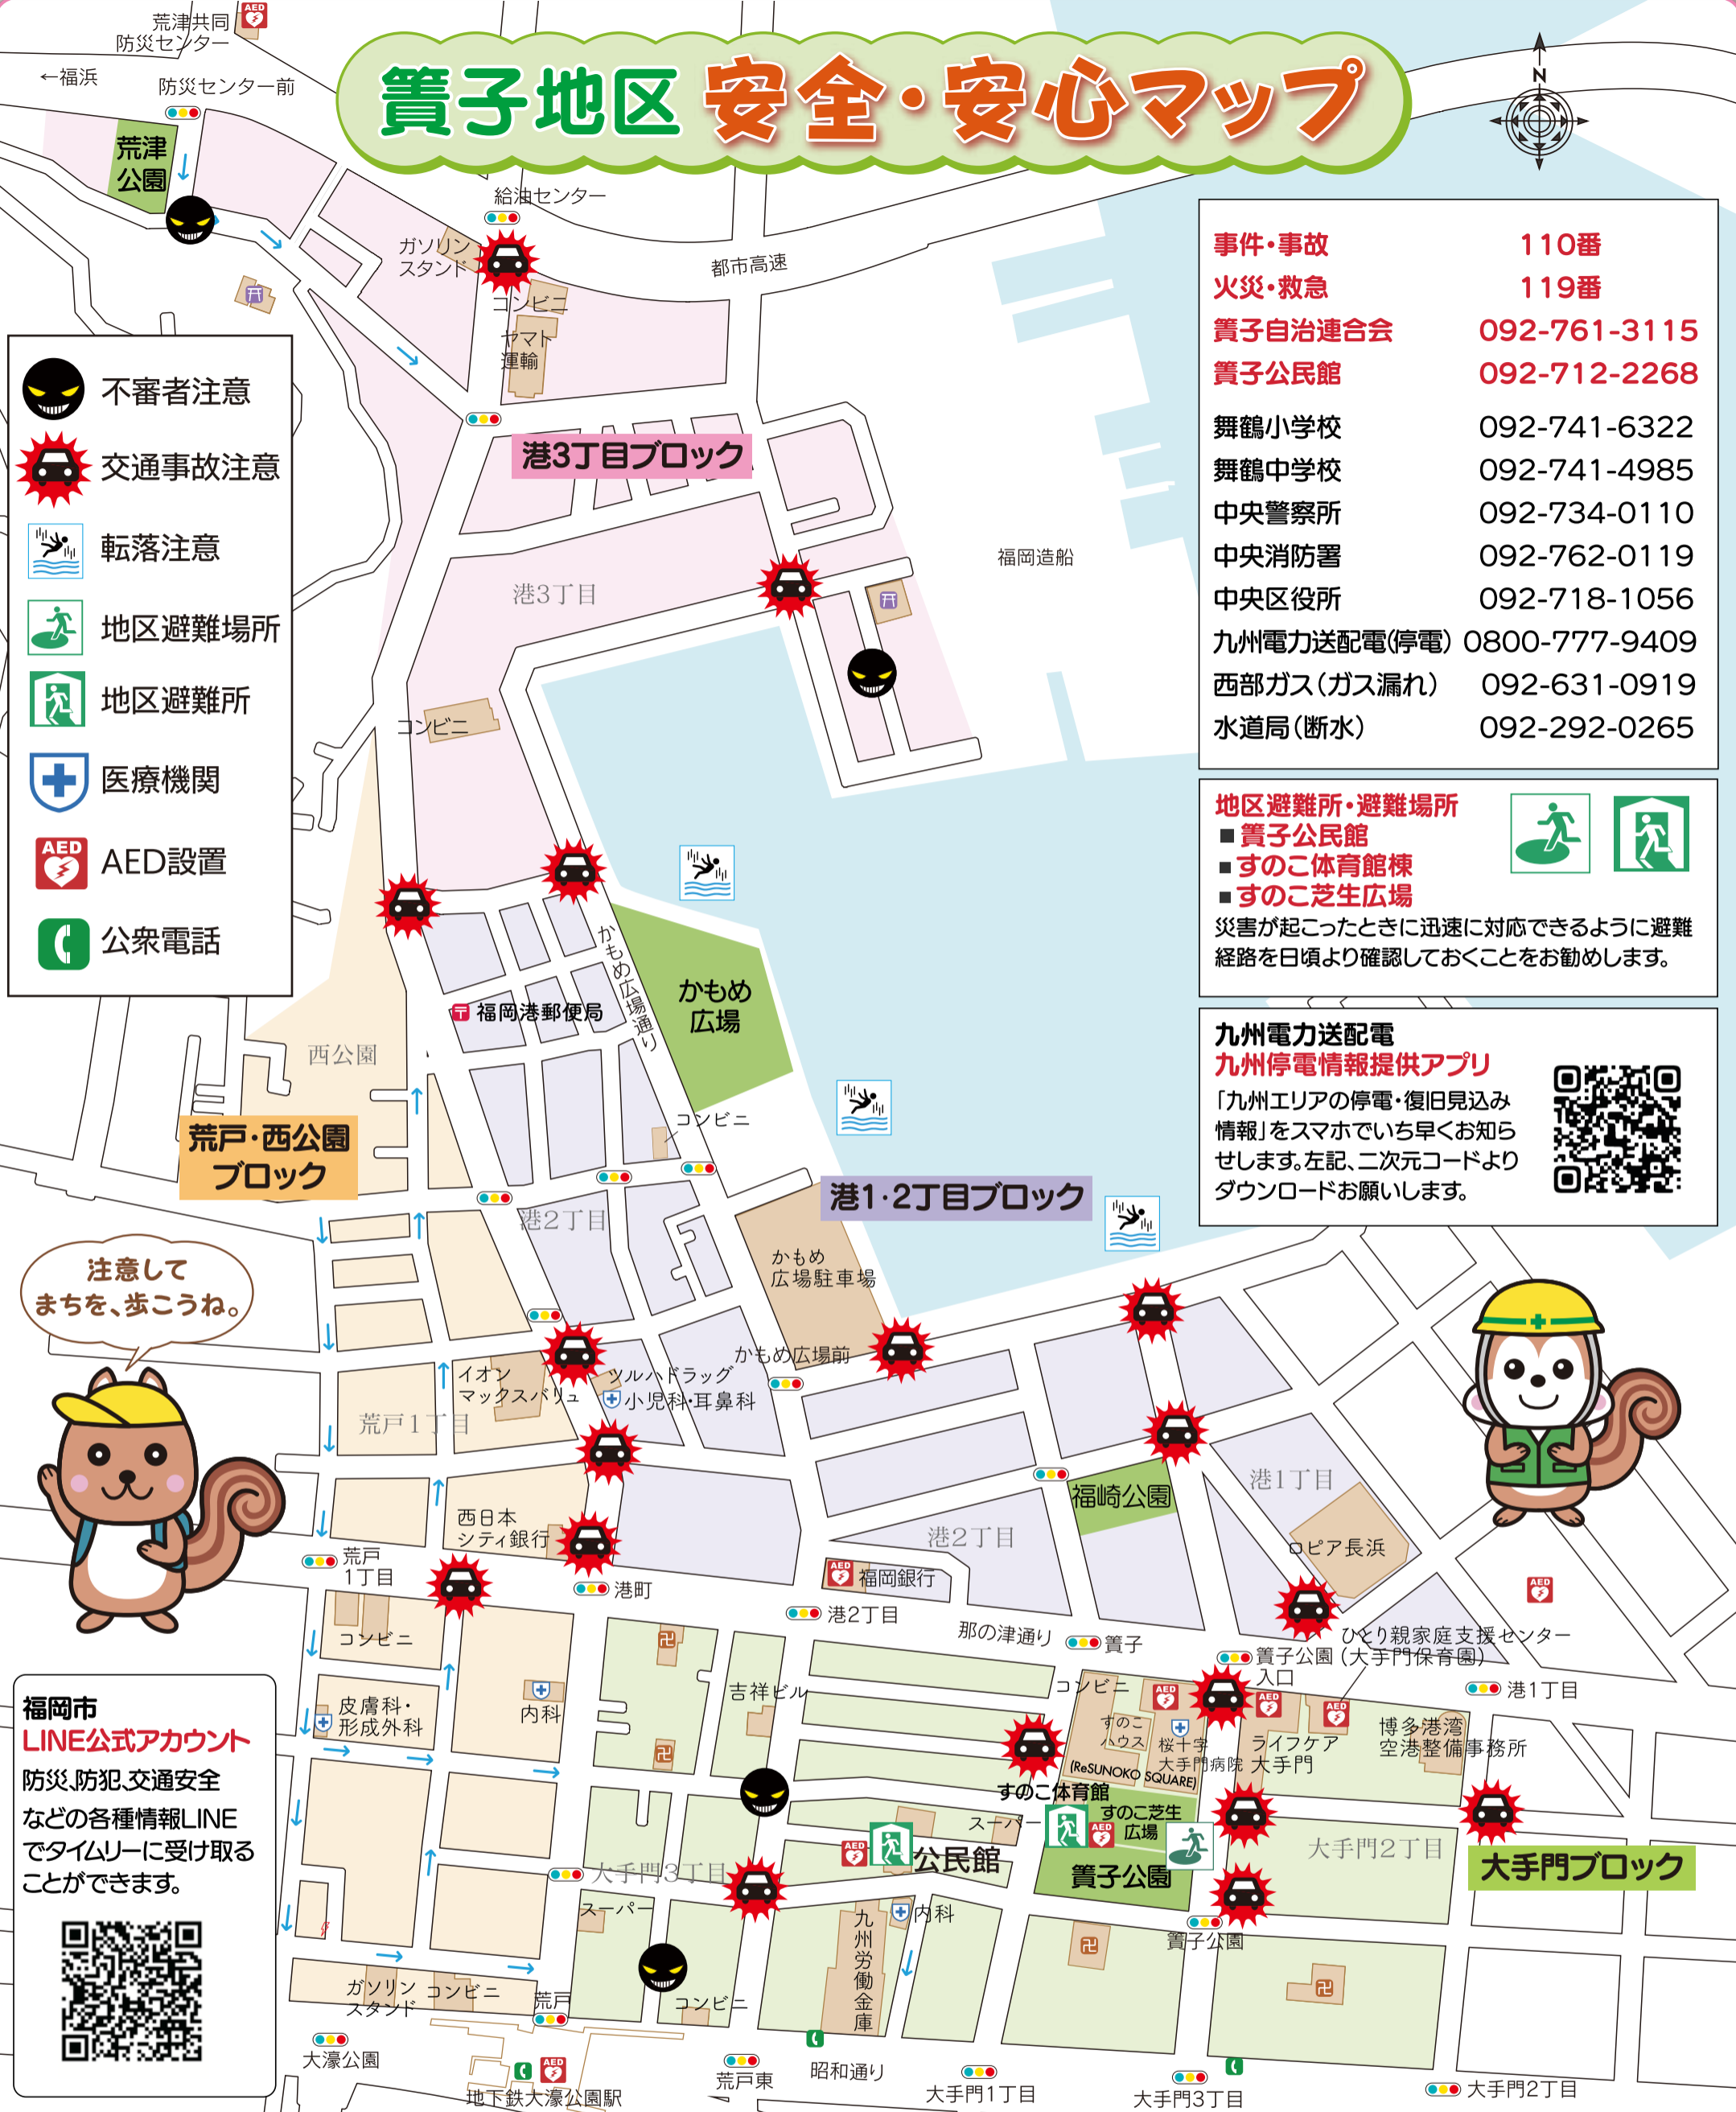 簀子地区 安全・安心マップ
荒津共同
防災センター
AED
←福浜
防災センター前
荒津
公園
給油センター
ガソリン
スタンド
コンビニ
ヤマト
運輸
都市高速
N
事件・事故 110番
火災・救急 119番
簀子自治連合会 092-761-3115
簀子公民館 092-712-2268
舞鶴小学校 092-741-6322
舞鶴中学校 092-741-4985
中央警察所 092-734-0110
中央消防署 092-762-0119
中央区役所 092-718-1056
九州電力送配電(停電) 0800-777-9409
西部ガス(ガス漏れ) 092-631-0919
水道局(断水) 092-292-0265
不審者注意
交通事故注意
転落注意
地区避難場所
地区避難所
医療機関
AED
AED設置
公衆電話
港3丁目ブロック
港3丁目
福岡造船
コンビニ
地区避難所・避難場所
■簀子公民館
■すのこ体育館棟
■すのこ芝生広場
災害が起こったときに迅速に対応できるように避難
経路を日頃より確認しておくことをお勧めします。
九州電力送配電
九州停電情報提供アプリ
「九州エリアの停電・復旧見込み
情報」をスマホでいち早くお知ら
せします。左記、二次元コードより
ダウンロードお願いします。
かもめ広場通り
かもめ
広場
〒福岡港郵便局
西公園
コンビニ
荒戸・西公園
ブロック
港1・2丁目ブロック
港2丁目
かもめ
広場駐車場
注意して
まちを、歩こうね。
かもめ広場前
イオン
マックスバリュ
ツルハドラッグ
小児科・耳鼻科
荒戸1丁目
福崎公園
港1丁目
西日本
シティ銀行
港2丁目
ロピア長浜
荒戸
1丁目
港町
AED
福岡銀行
港2丁目
AED
那の津通り
簀子
ひとり親家庭支援センター
(大手門保育園)
簀子公園
入口
港1丁目
コンビニ
吉祥ビル
コンビニ
AED
AED
AED
すのこ
ハウス
桜十字
大手門病院
ライフケア
大手門
博多港湾
空港整備事務所
(ReSUNOKO SQUARE)
福岡市
LINE公式アカウント
防災、防犯、交通安全
などの各種情報LINE
でタイムリーに受け取る
ことができます。
皮膚科・
形成外科
内科
すのこ体育館
スーパー
AED
すのこ芝生
広場
AED
公民館
簀子公園
大手門2丁目
大手門ブロック
大手門3丁目
スーパー
九州労働金庫
内科
簀子公園
ガソリン
スタンド
コンビニ
荒戸
コンビニ
大濠公園
AED
地下鉄大濠公園駅
荒戸東
昭和通り
大手門1丁目
大手門3丁目
大手門2丁目